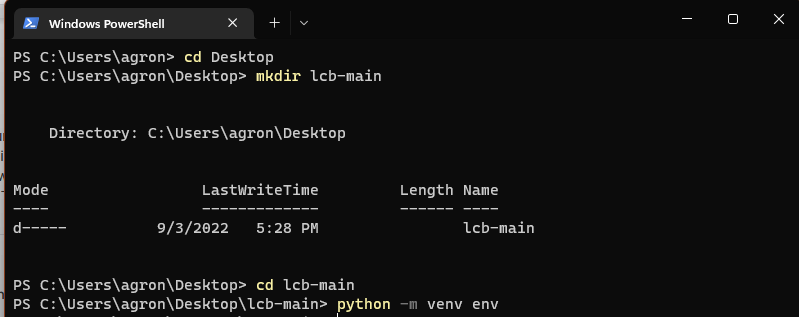 Windows PowerShell
PS C:\Users\agron> cd Desktop
PS C:\Users\agron\Desktop> mkdir lcb-main
Directory: C:\Users\agron\Desktop
Mode LastWriteTime Length Name
---- ------------- ------ ----
d----- 9/3/2022 5:28 PM lcb-main
PS C:\Users\agron\Desktop> cd lcb-main
PS C:\Users\agron\Desktop\lcb-main> python -m venv env